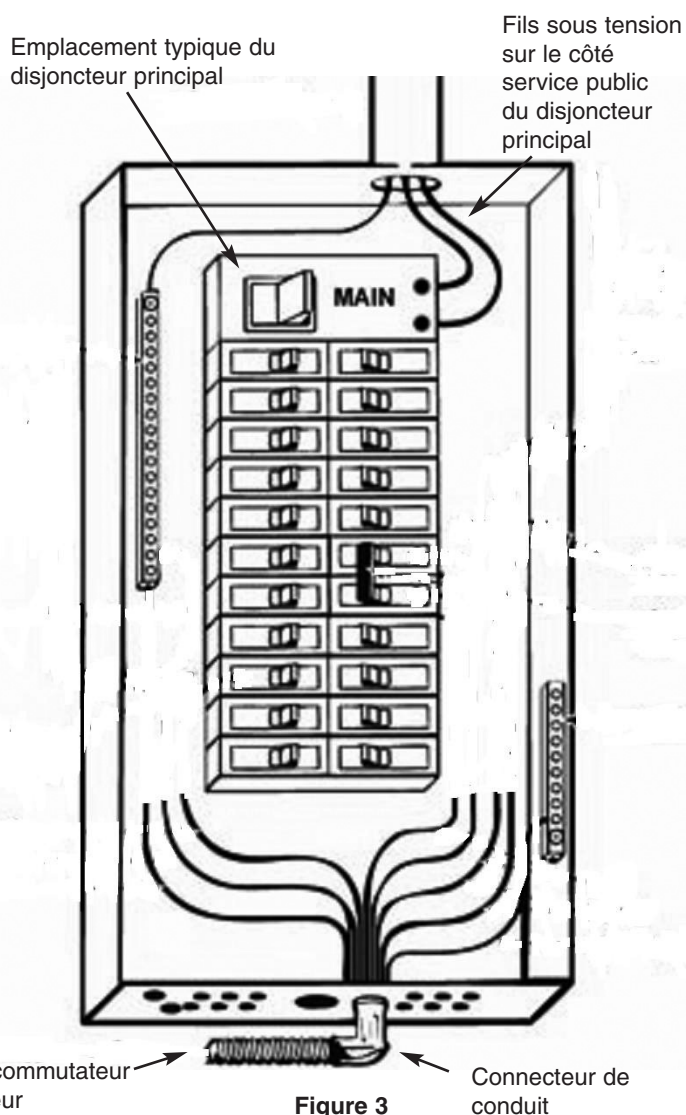 Emplacement typique du
disjoncteur principal
Fils sous tension
sur le côté
service public
du disjoncteur
principal
MAIN
commutateur
eur
Connecteur de
conduit
Figure 3